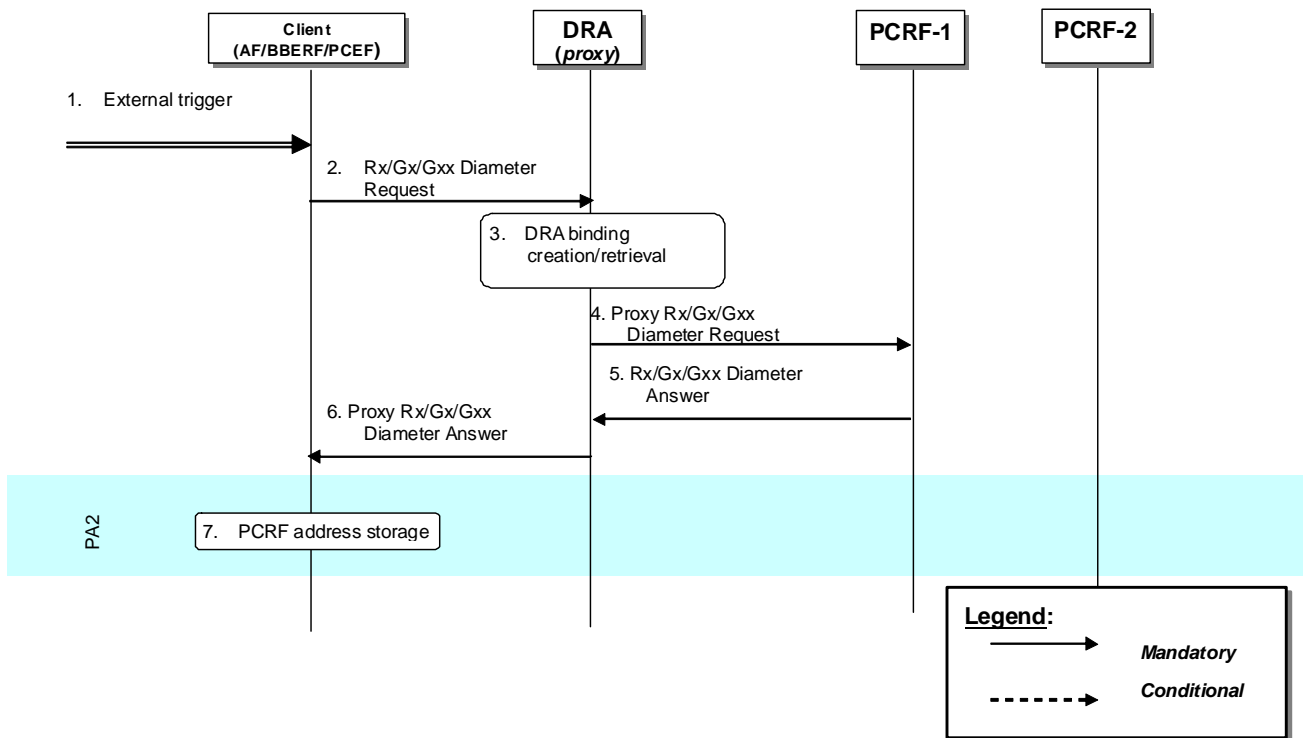 Client
(AF/BBERF/PCEF)
DRA
(proxy)
PCRF-1
PCRF-2
1. External trigger
2. Rx/Gx/Gxx Diameter
Request
3. DRA binding
creation/retrieval
4. Proxy Rx/Gx/Gxx
Diameter Request
5. Rx/Gx/Gxx Diameter
Answer
6. Proxy Rx/Gx/Gxx
Diameter Answer
PA2
7. PCRF address storage
Legend:
Mandatory
Conditional